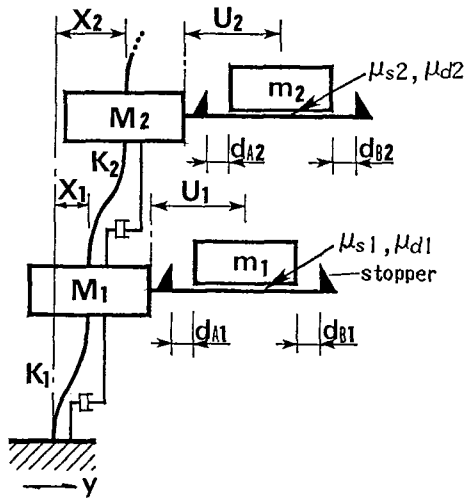 X2 U2
m2 μs2, μd2
M2
K2 dA2 dB2
X1 U1
m1 μs1, μd1
stopper
M1
dA1 dB1
K1
y